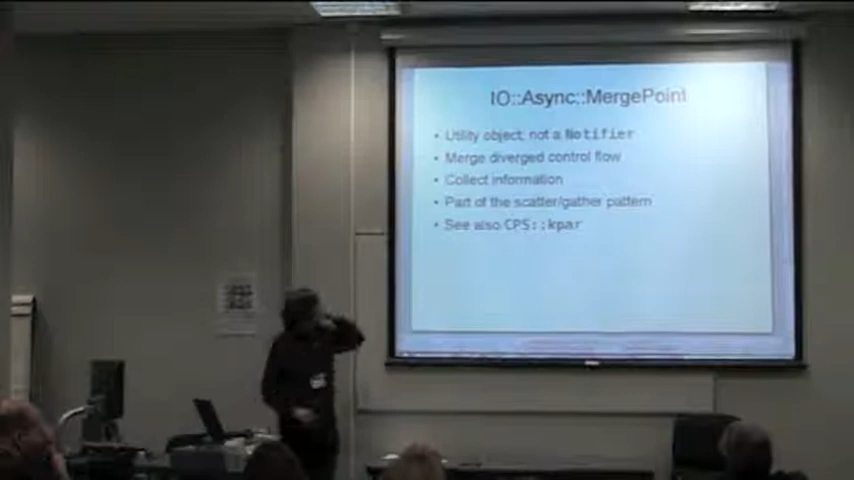 IO::Async::MergePoint
• Utility object, not a Notifier
• Merge diverged control flow
• Collect information
• Part of the scatter/gather pattern
• See also CPS::kpar